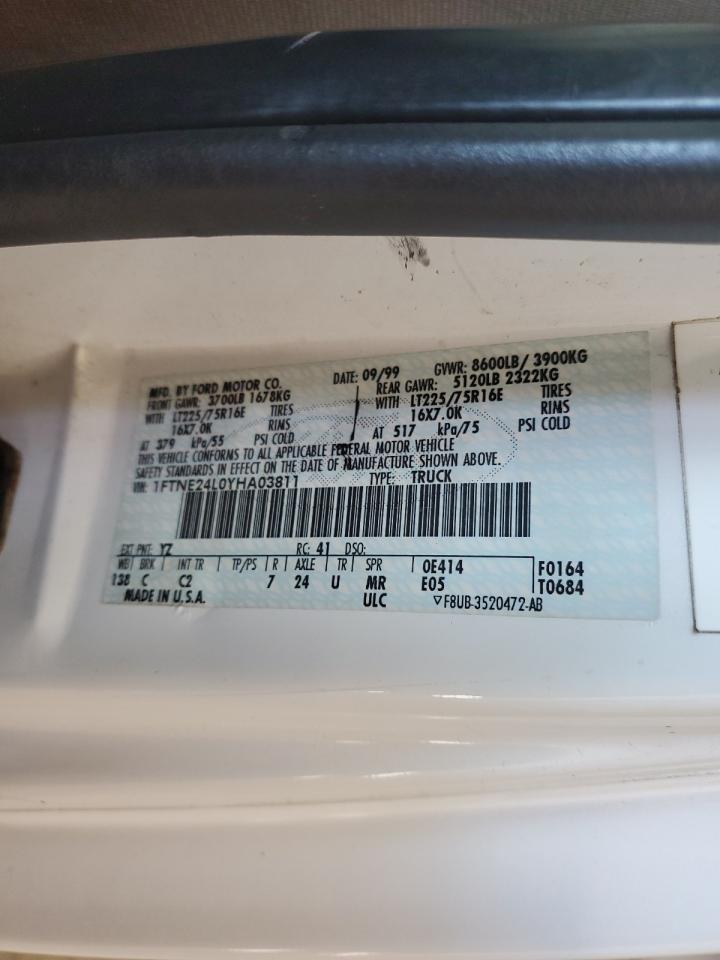 MFD. BY FORD MOTOR CO. DATE: 09/99 GVWR: 8600LB/ 3900KG
FRONT GAWR: 3700LB 1678KG REAR GAWR: 5120LB 2322KG
WITH LT225/75R16E TIRES WITH LT225/75R16E TIRES
16X7.0K RIMS 16X7.0K RIMS
AT 379 kPa/55 PSI COLD AT 517 kPa/75 PSI COLD
THIS VEHICLE CONFORMS TO ALL APPLICABLE FEDERAL MOTOR VEHICLE
SAFETY STANDARDS IN EFFECT ON THE DATE OF MANUFACTURE SHOWN ABOVE.
VIN: 1FTNE24L0YHA03811 TYPE: TRUCK
EXT PNT: YZ RC: 41 DSO:
WB BRK INT TR TP/PS R AXLE TR SPR 0E414 F0164
138 C C2 7 24 U MR E05 T0684
MADE IN U.S.A. ULC ▽F8UB-3520472-AB